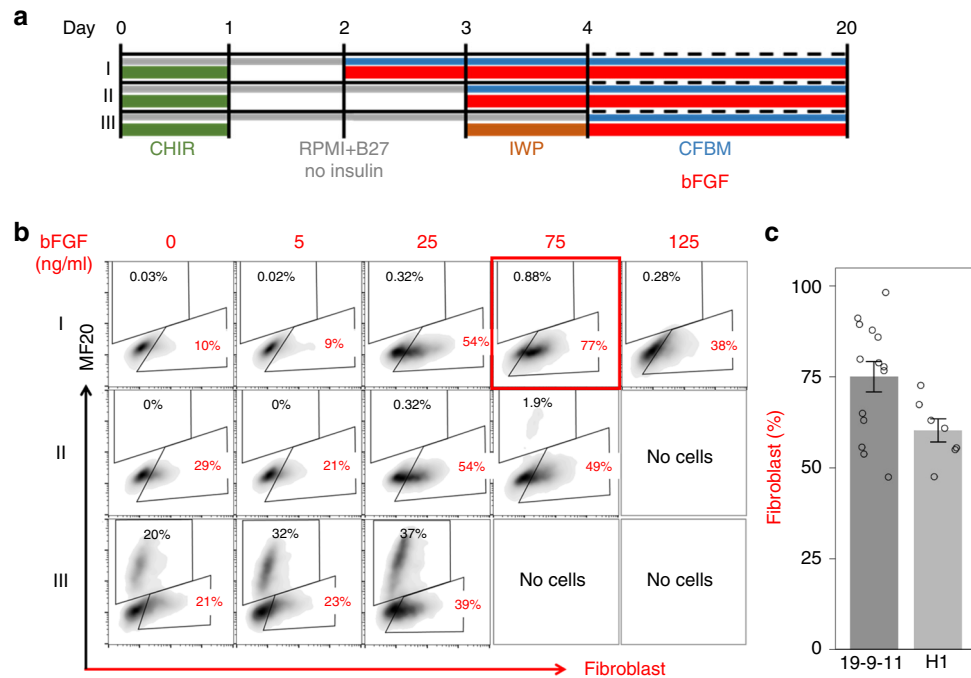 a
Day 0 1 2 3 4 20
I
II
III
CHIR RPMI+B27 IWP CFBM
no insulin bFGF
b
bFGF 0 5 25 75 125
(ng/ml)
I 0.03% 0.02% 0.32% 0.88% 0.28%
10% 9% 54% 77% 38%
MF20
II 0% 0% 0.32% 1.9%
29% 21% 54% 49% No cells
III 20% 32% 37%
21% 23% 39% No cells No cells
Fibroblast
c
Fibroblast (%)
100
75
50
25
0
19-9-11 H1